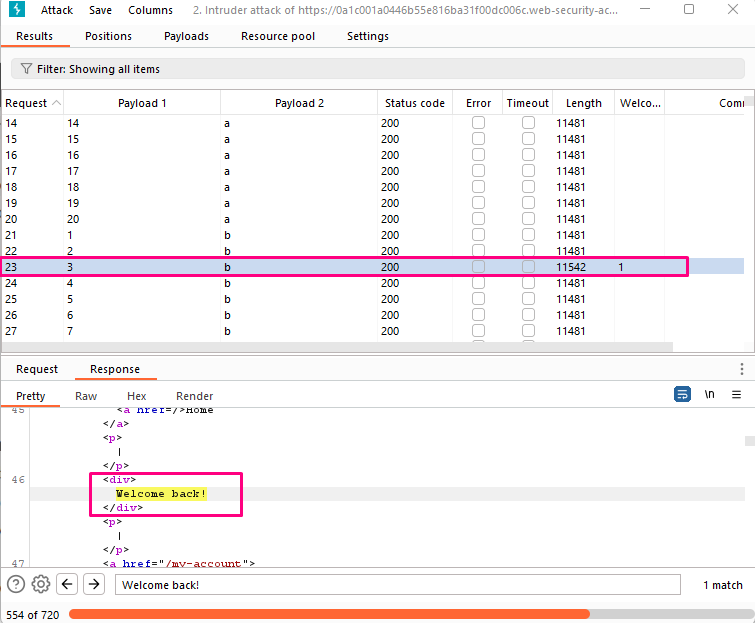 Attack Save Columns 2. Intruder attack of https://0a1c001a0446b55e816ba31f00dc006c.web-security-ac...
Results Positions Payloads Resource pool Settings
Filter: Showing all items
Request Payload 1 Payload 2 Status code Error Timeout Length Welco... Com
14 14 a 200 11481
15 15 a 200 11481
16 16 a 200 11481
17 17 a 200 11481
18 18 a 200 11481
19 19 a 200 11481
20 20 a 200 11481
21 1 b 200 11481
22 2 b 200 11481
23 3 b 200 11542 1
24 4 b 200 11481
25 5 b 200 11481
26 6 b 200 11481
27 7 b 200 11481
Request Response
Pretty Raw Hex Render \n
45 <a href=/>Home
</a>
<p>
|
</p>
46 <div>
Welcome back!
</div>
<p>
|
</p>
47 <a href="/my-account">
Welcome back! 1 match
554 of 720